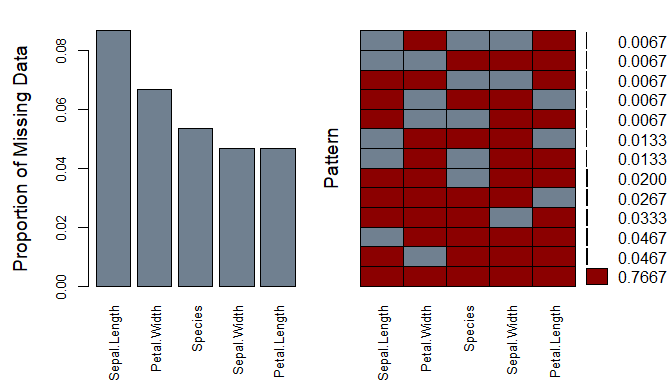 Proportion of Missing Data
0.08
0.06
0.04
0.02
0.00
Sepal.Length
Petal.Width
Species
Sepal.Width
Petal.Length
Pattern
0.0067
0.0067
0.0067
0.0067
0.0067
0.0133
0.0133
0.0200
0.0267
0.0333
0.0467
0.0467
0.7667
Sepal.Length
Petal.Width
Species
Sepal.Width
Petal.Length